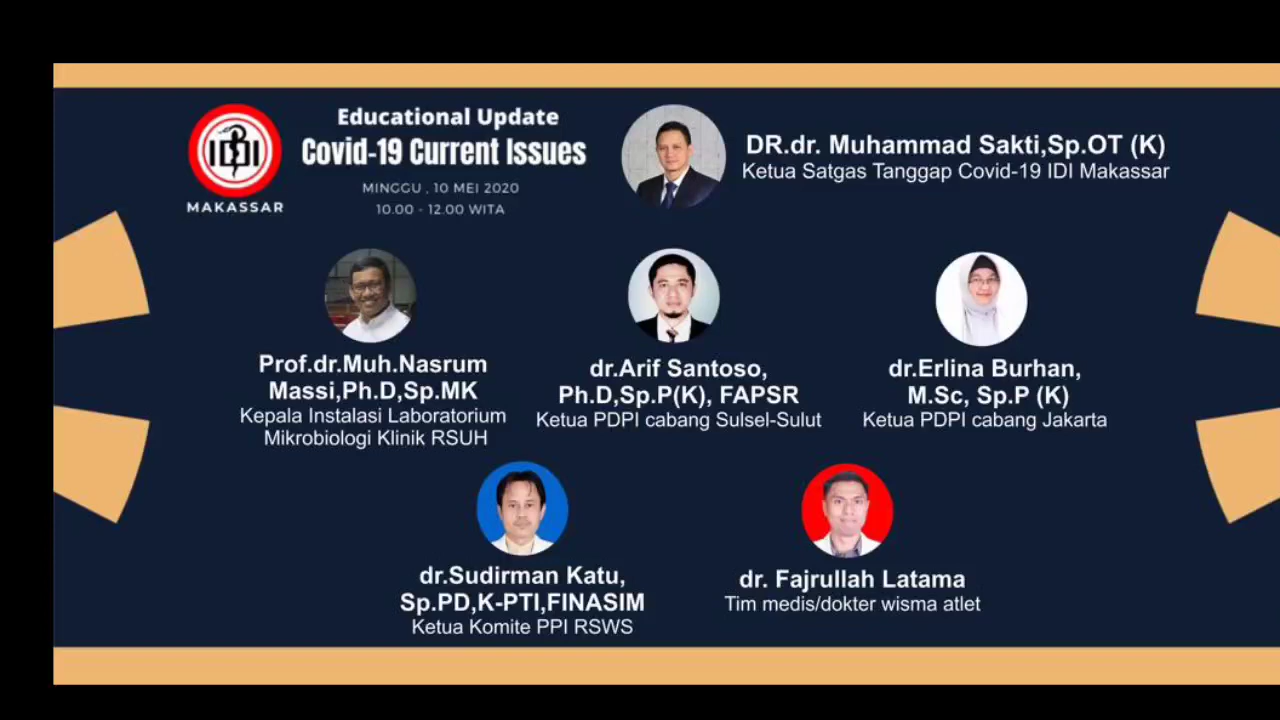 IDI
MAKASSAR
Educational Update
Covid-19 Current Issues
MINGGU , 10 MEI 2020
10.00 - 12.00 WITA
DR.dr. Muhammad Sakti,Sp.OT (K)
Ketua Satgas Tanggap Covid-19 IDI Makassar
Prof.dr.Muh.Nasrum
Massi,Ph.D,Sp.MK
Kepala Instalasi Laboratorium
Mikrobiologi Klinik RSUH
dr.Arif Santoso,
Ph.D,Sp.P(K), FAPSR
Ketua PDPI cabang Sulsel-Sulut
dr.Erlina Burhan,
M.Sc, Sp.P (K)
Ketua PDPI cabang Jakarta
dr.Sudirman Katu,
Sp.PD,K-PTI,FINASIM
Ketua Komite PPI RSWS
dr. Fajrullah Latama
Tim medis/dokter wisma atlet